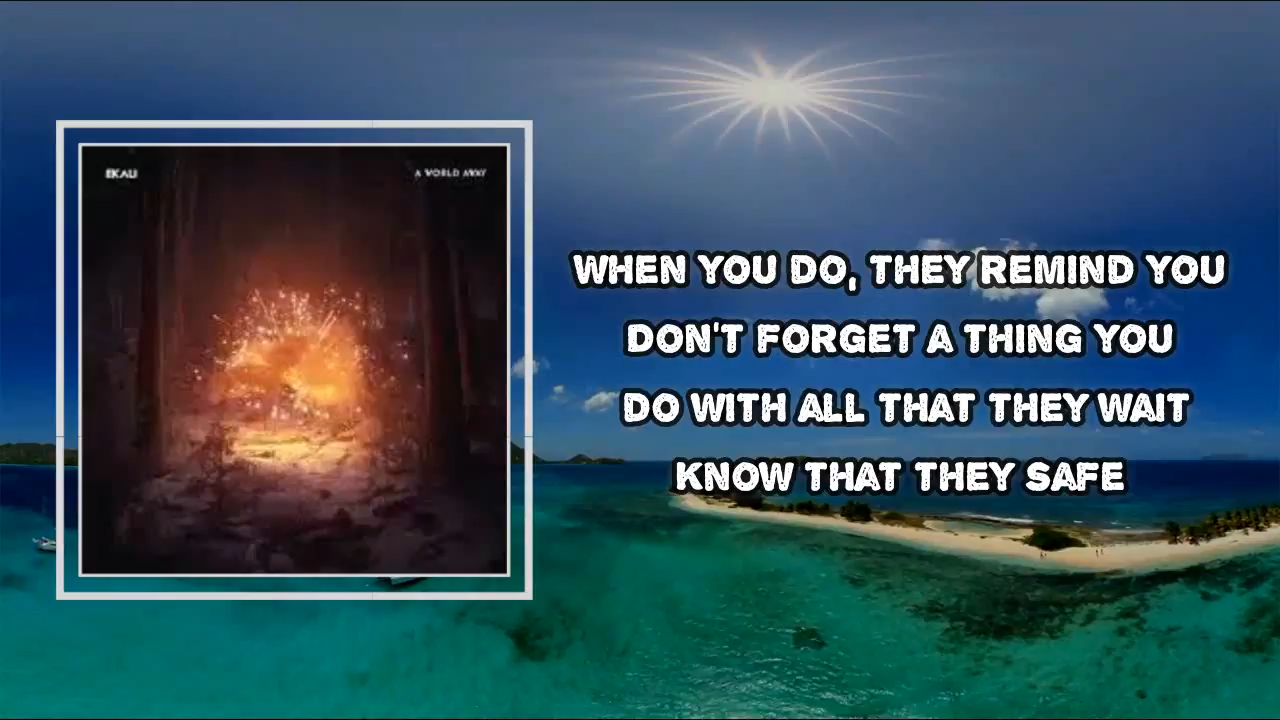 EKALI
A WORLD AWAY
WHEN YOU DO, THEY REMIND YOU
DON'T FORGET A THING YOU
DO WITH ALL THAT THEY WAIT
KNOW THAT THEY SAFE